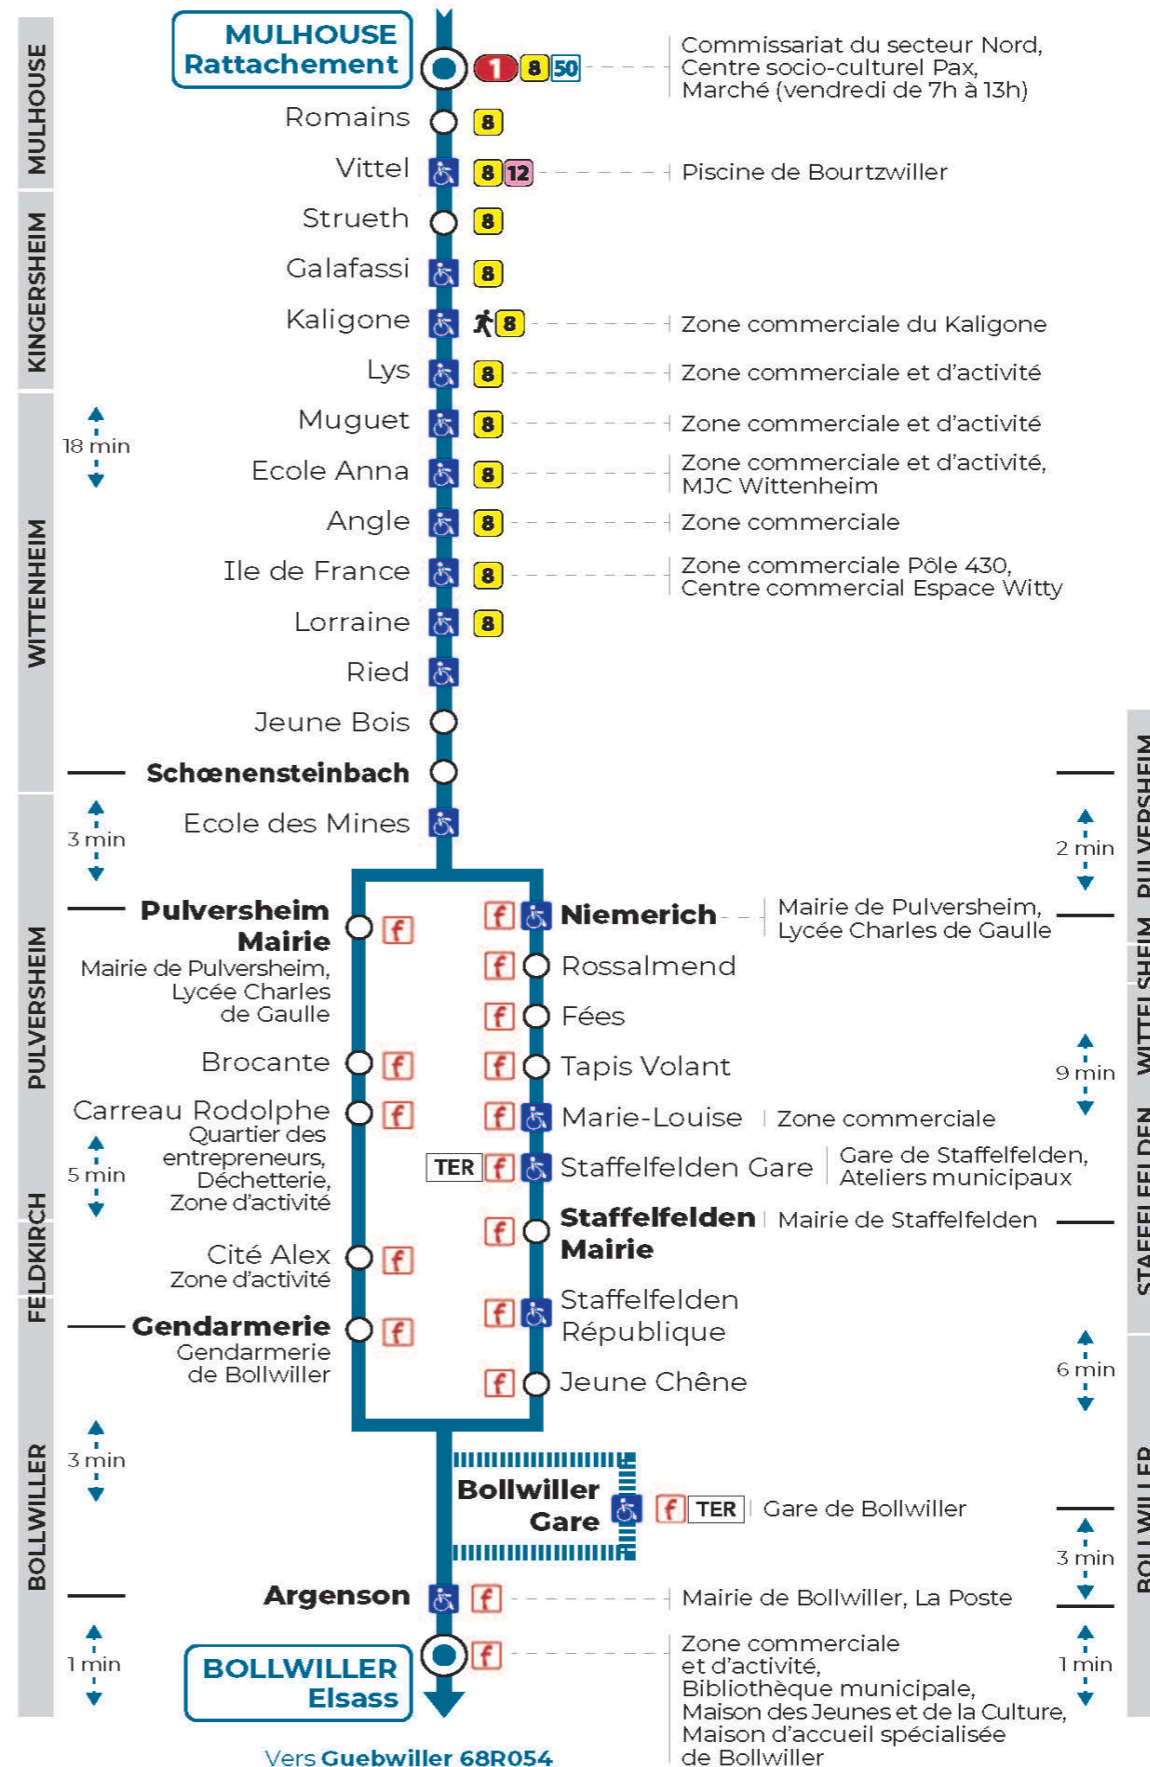 MULHOUSE
Rattachement
1 8 50
Commissariat du secteur Nord,
Centre socio-culturel Pax,
Marché (vendredi de 7h à 13h)
MULHOUSE
Romains
8
Vittel
8 12
Piscine de Bourtzwiller
KINGERSHEIM
Strueth
8
Galafassi
8
Kaligone
8
Zone commerciale du Kaligone
Lys
8
Zone commerciale et d'activité
WITTENHEIM
18 min
Muguet
8
Zone commerciale et d'activité
Ecole Anna
8
Zone commerciale et d'activité,
MJC Wittenheim
Angle
8
Zone commerciale
Ile de France
8
Zone commerciale Pôle 430,
Centre commercial Espace Witty
Lorraine
8
Ried
Jeune Bois
Schœnensteinbach
3 min
Ecole des Mines
PULVERSHEIM
Pulversheim
Mairie
f
Mairie de Pulversheim,
Lycée Charles
de Gaulle
Brocante
f
Carreau Rodolphe
f
Quartier des
entrepreneurs,
Déchetterie,
Zone d'activité
5 min
FELDKIRCH
Cité Alex
f
Zone d'activité
Gendarmerie
f
Gendarmerie
de Bollwiller
BOLLWILLER
3 min
PULVERSHEIM
2 min
f
Niemerich
Mairie de Pulversheim,
Lycée Charles de Gaulle
WITTELSHEIM
f
Rossalmend
f
Fées
f
Tapis Volant
9 min
f
Marie-Louise
Zone commerciale
STAFFELFELDEN
TER f
Staffelfelden Gare
Gare de Staffelfelden,
Ateliers municipaux
f
Staffelfelden
Mairie
Mairie de Staffelfelden
f
Staffelfelden
République
6 min
f
Jeune Chêne
BOLLWILLER
Bollwiller
Gare
f TER
Gare de Bollwiller
3 min
Argenson
f
Mairie de Bollwiller, La Poste
1 min
1 min
BOLLWILLER
Elsass
f
Zone commerciale
et d'activité,
Bibliothèque municipale,
Maison des Jeunes et de la Culture,
Maison d'accueil spécialisée
de Bollwiller
Vers Guebwiller 68R054